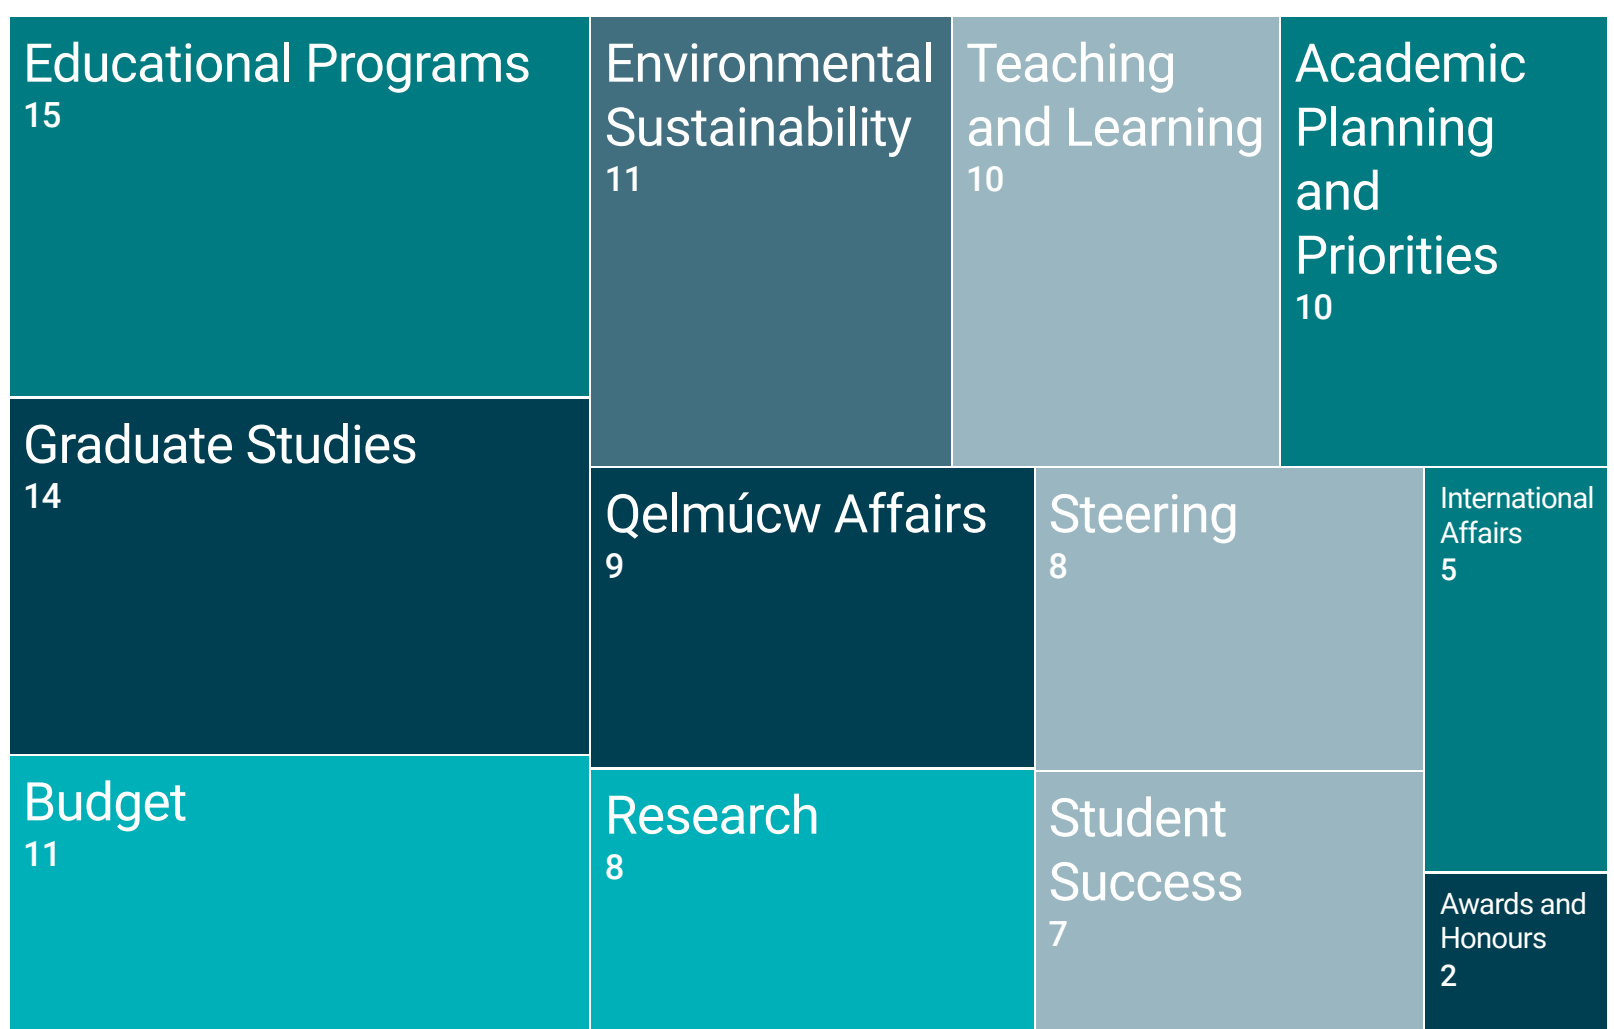 Educational Programs
15
Environmental
Sustainability
11
Teaching
and Learning
10
Academic
Planning
and
Priorities
10
Graduate Studies
14
Qelmúcw Affairs
9
Steering
8
International
Affairs
5
Budget
11
Research
8
Student
Success
7
Awards and
Honours
2